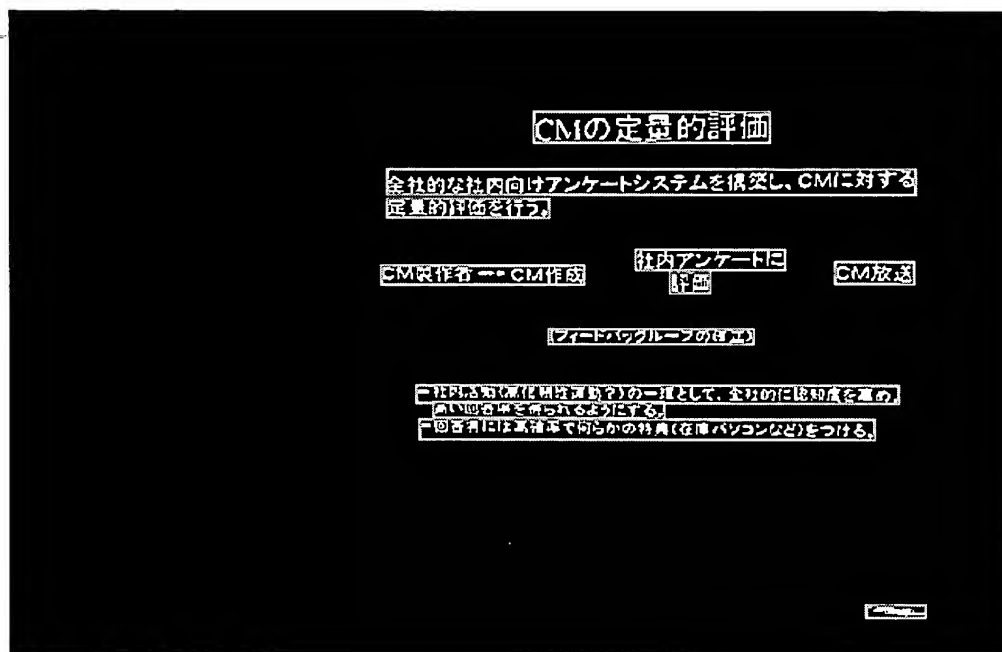 CMの定量的評価
全社的な社内向けアンケートシステムを構築し、CMに対する
定量的評価を行う。
CM製作者 → CM作成
社内アンケートに
評価
CM放送
(フィードバックループの確立)
の一環として、全社的に認知度を高め、
高い回答率を得られるようにする。
ー回答者には高確率で何らかの特典(在庫パソコンなど)をつける。